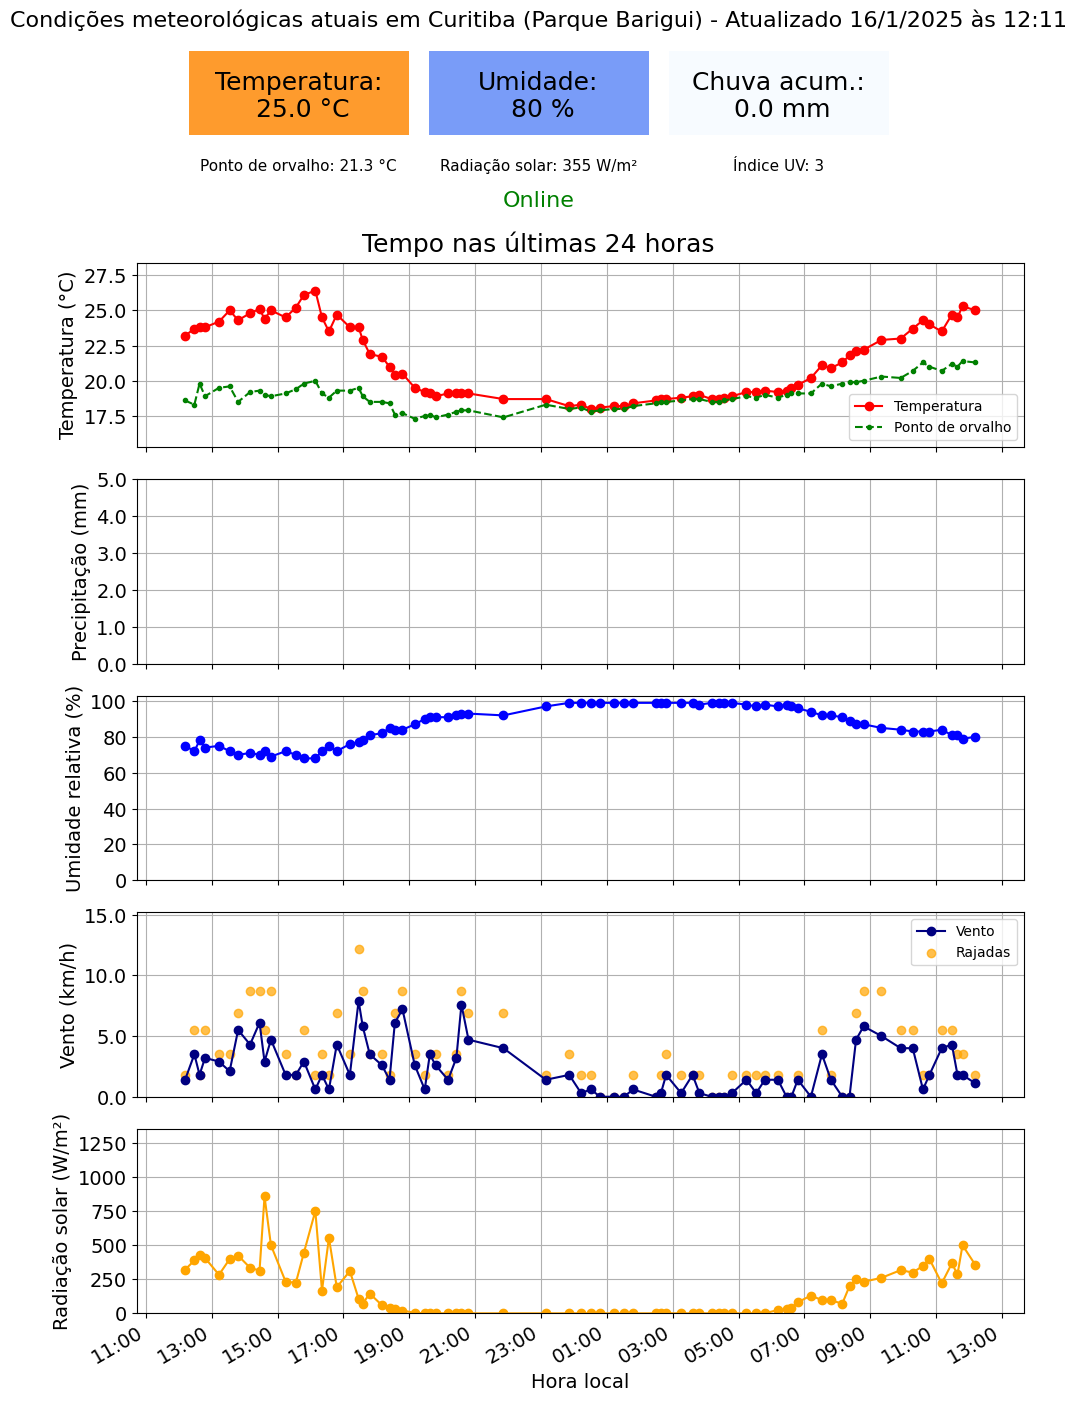 Condições meteorológicas atuais em Curitiba (Parque Barigui) - Atualizado 16/1/2025 às 12:11
Temperatura:
25.0 °C
Umidade:
80 %
Chuva acum.:
0.0 mm
Ponto de orvalho: 21.3 °C
Radiação solar: 355 W/m²
Índice UV: 3
Online
Tempo nas últimas 24 horas
Temperatura (°C)
27.5
25.0
22.5
20.0
17.5
Temperatura
Ponto de orvalho
Precipitação (mm)
5.0
4.0
3.0
2.0
1.0
0.0
Umidade relativa (%)
100
80
60
40
20
0
Vento (km/h)
15.0
10.0
5.0
0.0
Vento
Rajadas
Radiação solar (W/m²)
1250
1000
750
500
250
0
11:00
13:00
15:00
17:00
19:00
21:00
23:00
01:00
03:00
05:00
07:00
09:00
11:00
13:00
Hora local